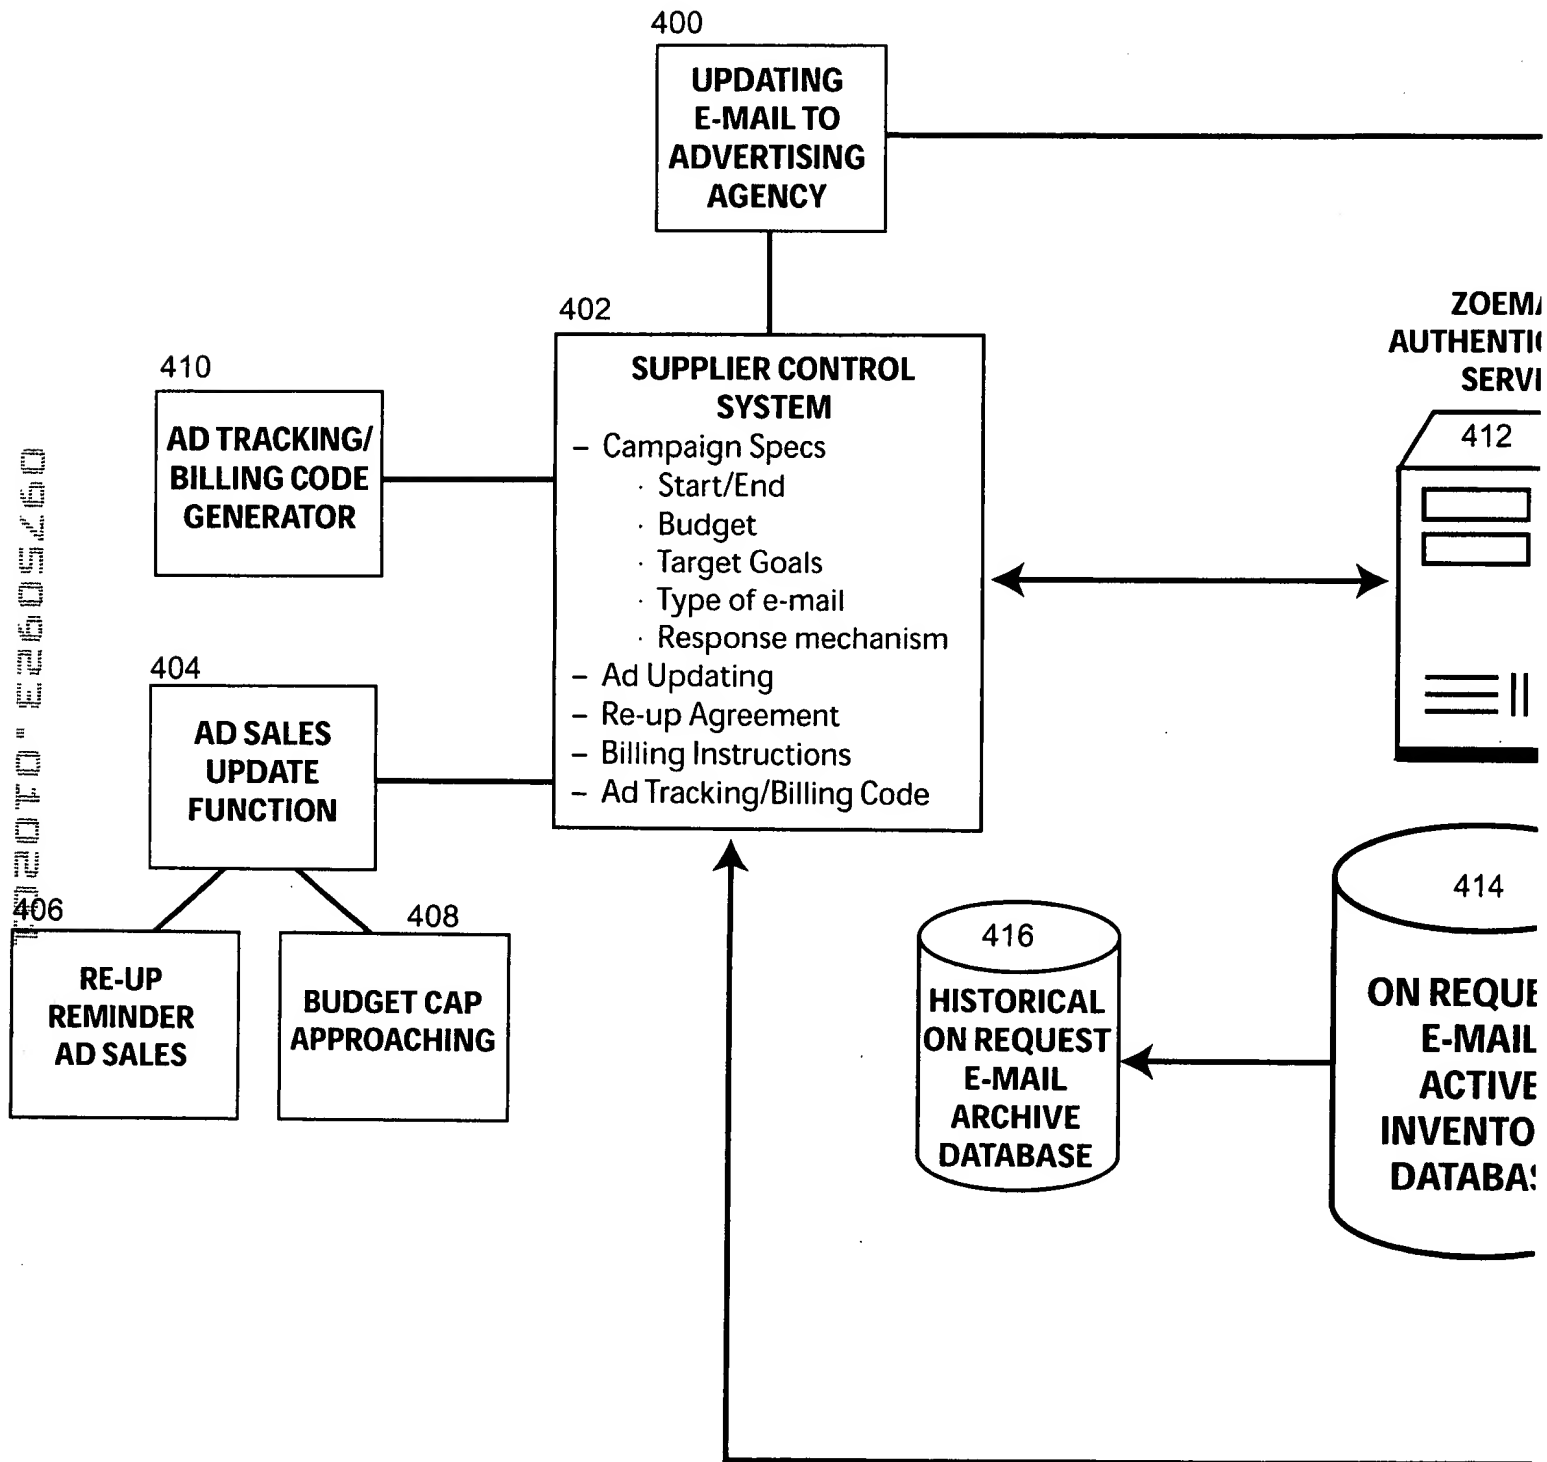 400
UPDATING
E-MAIL TO
ADVERTISING
AGENCY
402
SUPPLIER CONTROL
SYSTEM
– Campaign Specs
· Start/End
· Budget
· Target Goals
· Type of e-mail
· Response mechanism
– Ad Updating
– Re-up Agreement
– Billing Instructions
– Ad Tracking/Billing Code
410
AD TRACKING/
BILLING CODE
GENERATOR
404
AD SALES
UPDATE
FUNCTION
406
RE-UP
REMINDER
AD SALES
408
BUDGET CAP
APPROACHING
412
416
HISTORICAL
ON REQUEST
E-MAIL
ARCHIVE
DATABASE
414
ON
E-MAIL
ACTIVE